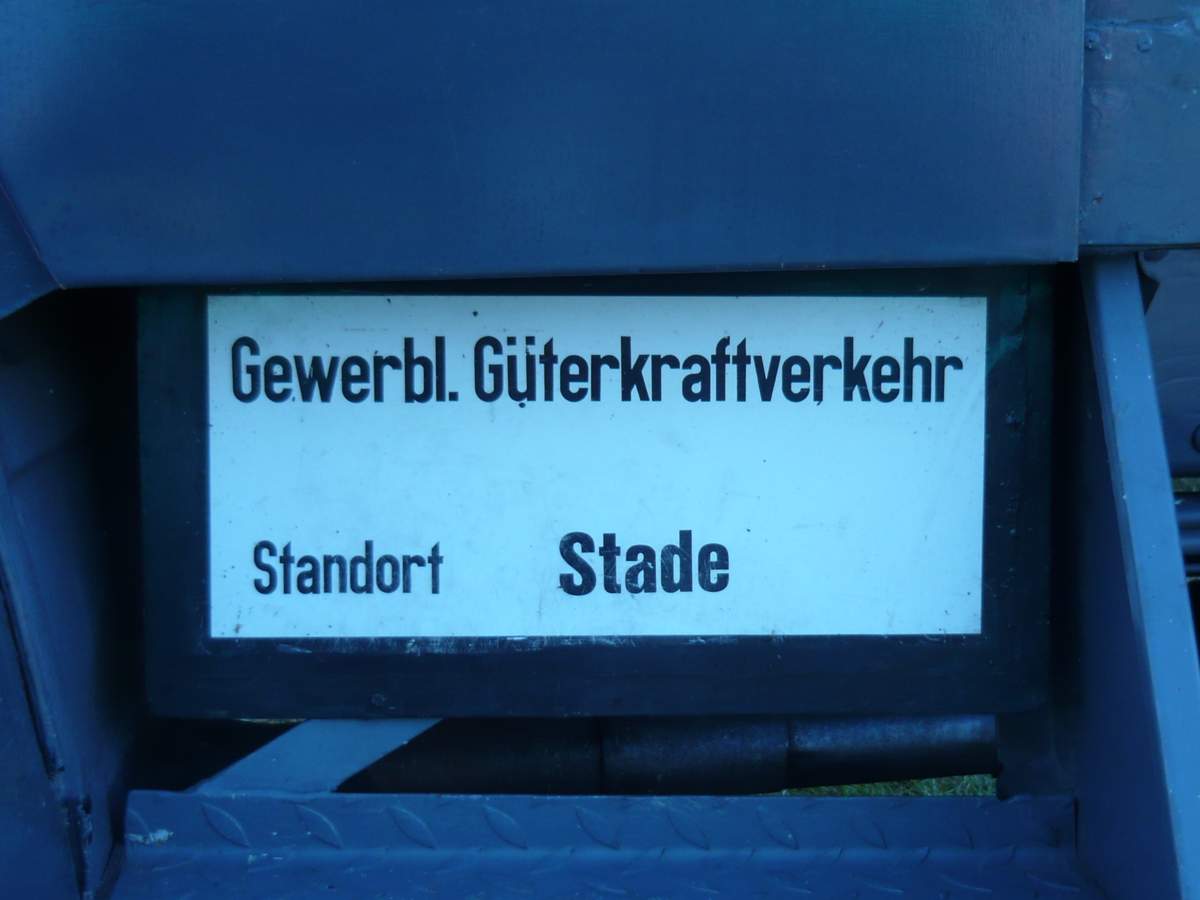 Gewerbl. Güterkraftverkehr
Standort Stade